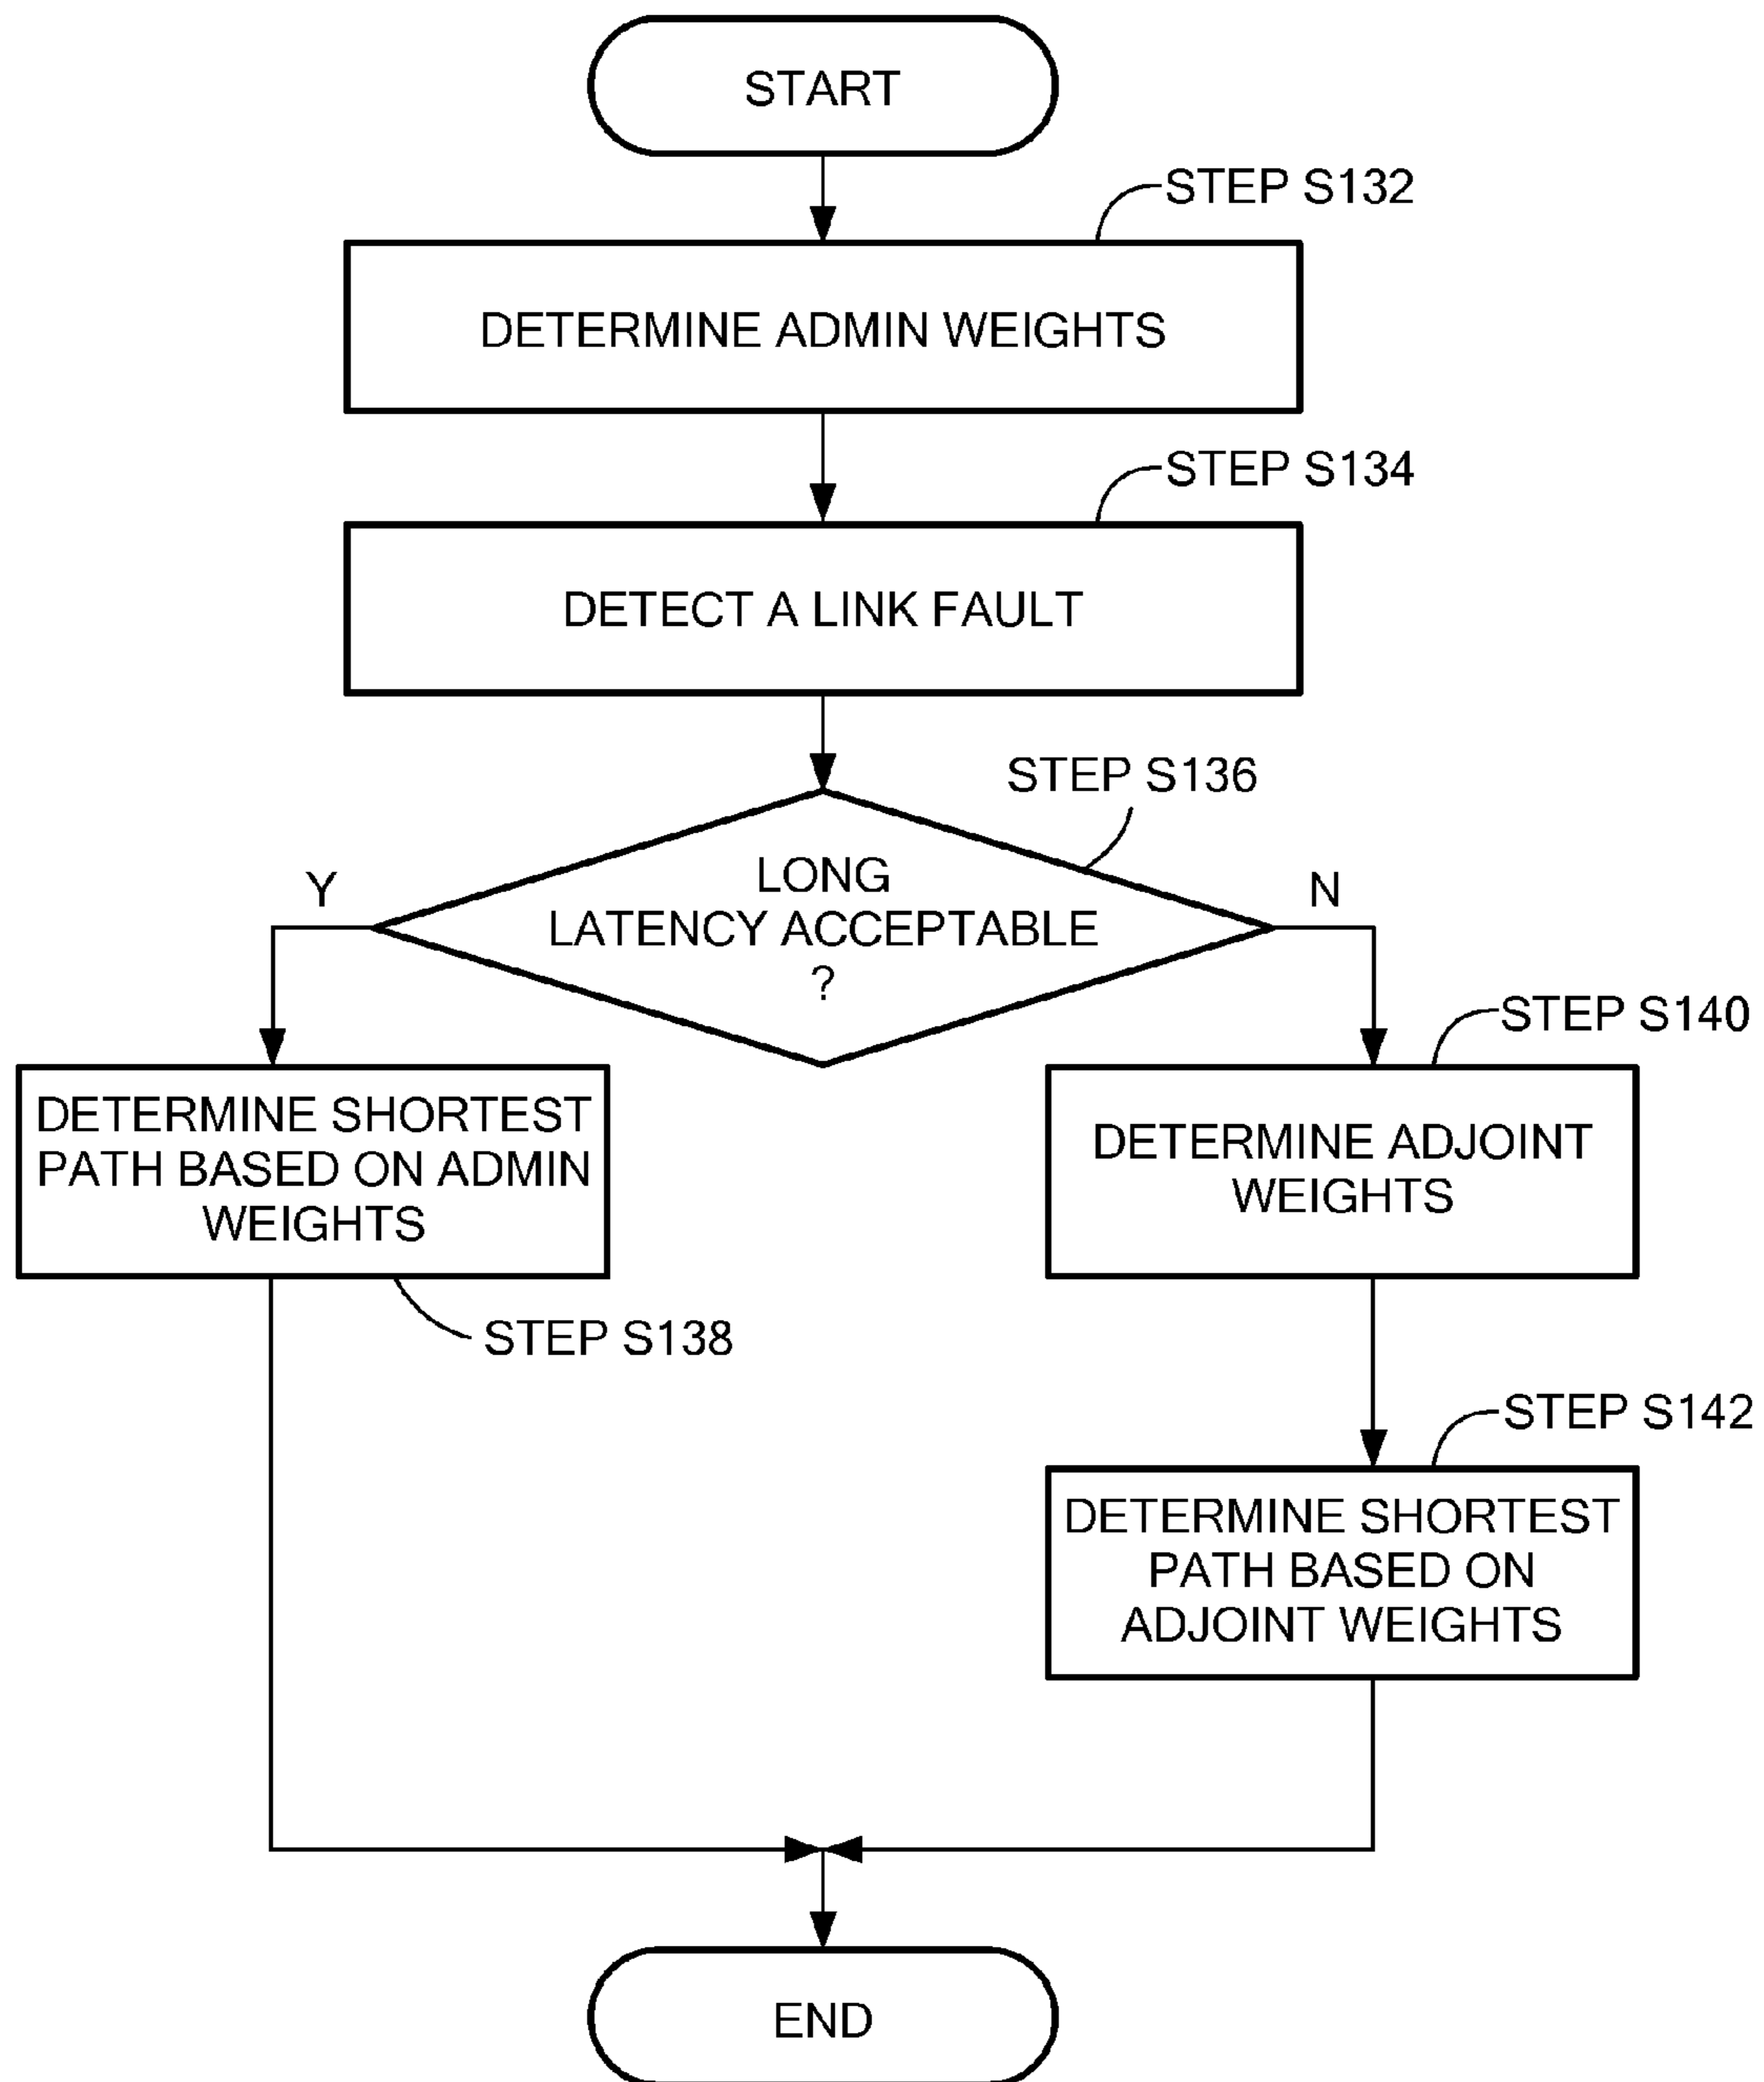 START
STEP S132
DETERMINE ADMIN WEIGHTS
STEP S134
DETECT A LINK FAULT
STEP S136
LONG
LATENCY ACCEPTABLE
?
Y
N
STEP S140
DETERMINE SHORTEST
PATH BASED ON ADMIN
WEIGHTS
DETERMINE ADJOINT
WEIGHTS
STEP S138
STEP S142
DETERMINE SHORTEST
PATH BASED ON
ADJOINT WEIGHTS
END